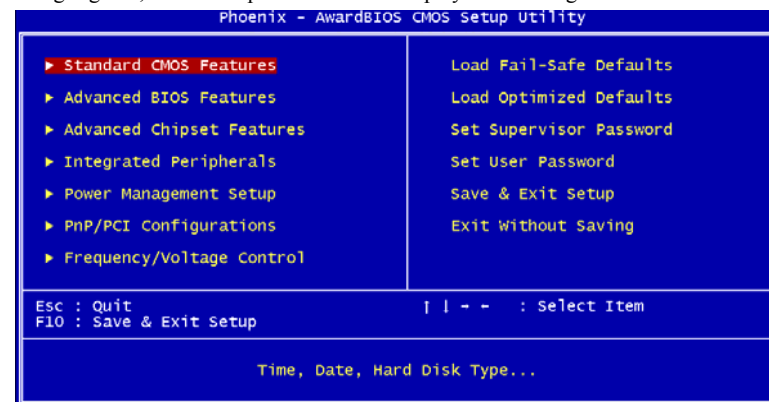 Phoenix - AwardBIOS CMOS Setup Utility
► Standard CMOS Features
► Advanced BIOS Features
► Advanced Chipset Features
► Integrated Peripherals
► Power Management Setup
► PnP/PCI Configurations
► Frequency/Voltage Control
Load Fail-Safe Defaults
Load Optimized Defaults
Set Supervisor Password
Set User Password
Save & Exit Setup
Exit Without Saving
Esc : Quit
F10 : Save & Exit Setup
↑ ↓ → ← : Select Item
Time, Date, Hard Disk Type...